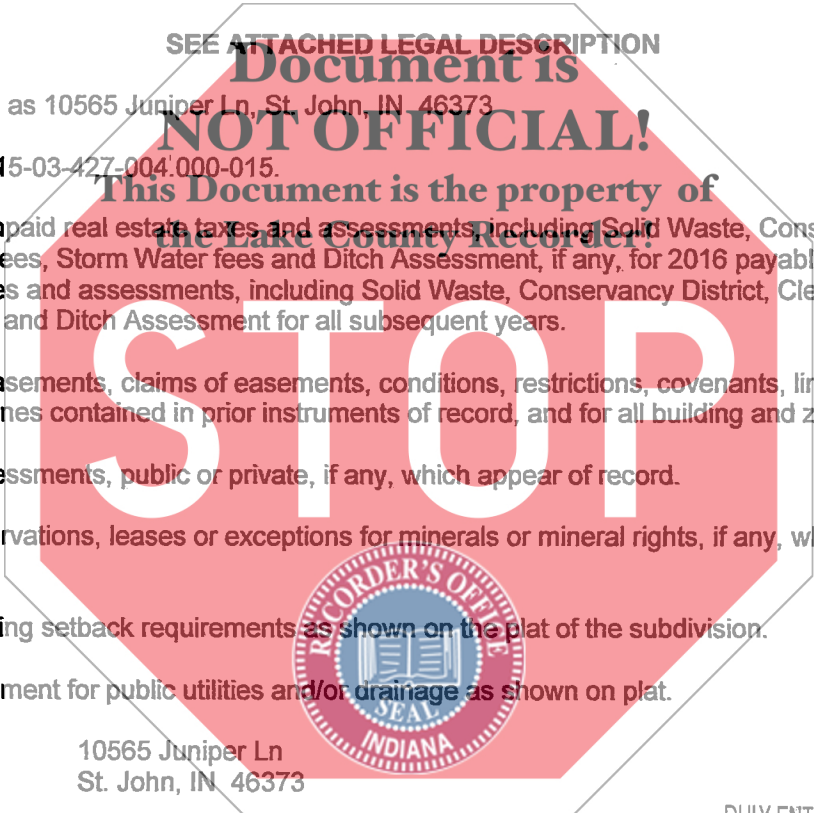 SEE ATTACHED LEGAL DESCRIPTION
Document is
as 10565 Juniper Ln, St. John, IN 46373
NOT OFFICIAL!
15-03-427-004.000-015.
This Document is the property of
paid real estate taxes and assessments, including Solid Waste, Cons
the Lake County Recorder!
ees, Storm Water fees and Ditch Assessment, if any, for 2016 payabl
s and assessments, including Solid Waste, Conservancy District, Cle
and Ditch Assessment for all subsequent years.
STOP
asements, claims of easements, conditions, restrictions, covenants, lin
nes contained in prior instruments of record, and for all building and z
essments, public or private, if any, which appear of record.
rvations, leases or exceptions for minerals or mineral rights, if any, wh
RECORDER'S OFFICE
ing setback requirements as shown on the plat of the subdivision.
ment for public utilities and/or drainage as shown on plat.
SEAL
INDIANA
10565 Juniper Ln
St. John, IN 46373